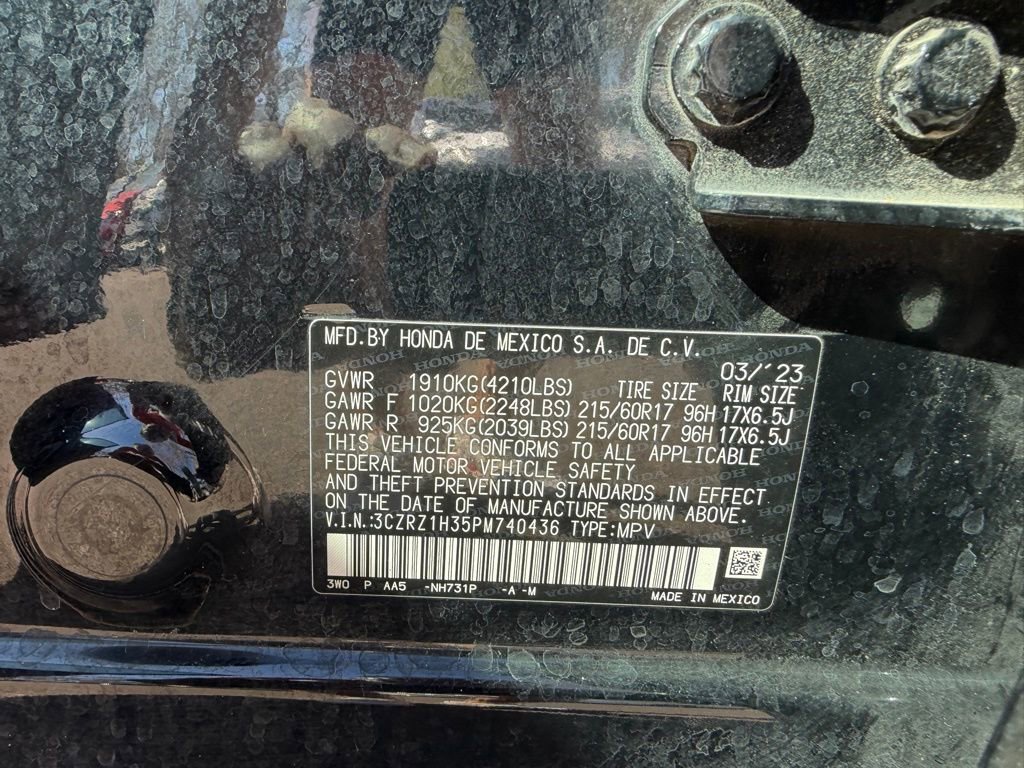 MFD.BY HONDA DE MEXICO S.A. DE C.V.
03/'23
GVWR 1910KG(4210LBS) TIRE SIZE RIM SIZE
GAWR F 1020KG(2248LBS) 215/60R17 96H 17X6.5J
GAWR R 925KG(2039LBS) 215/60R17 96H 17X6.5J
THIS VEHICLE CONFORMS TO ALL APPLICABLE
FEDERAL MOTOR VEHICLE SAFETY
AND THEFT PREVENTION STANDARDS IN EFFECT
ON THE DATE OF MANUFACTURE SHOWN ABOVE.
V.I.N.:3CZRZ1H35PM740436 TYPE:MPV
3W0 P AA5 -NH731P -A -M
MADE IN MEXICO